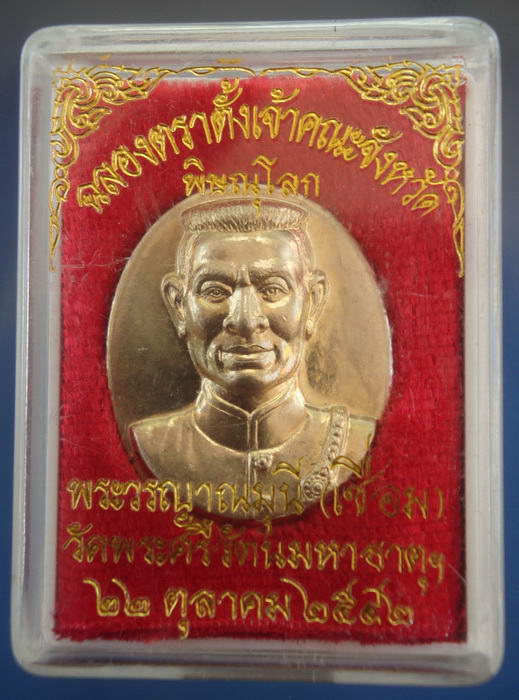 ฉลองตราตั้งเจ้าคณะจังหวัด
พิษณุโลก
พระวรญาณมุนี (เชื่อม)
วัดพระศรีรัตนมหาธาตุฯ
๒๒ ตุลาคม ๒๕๔๒